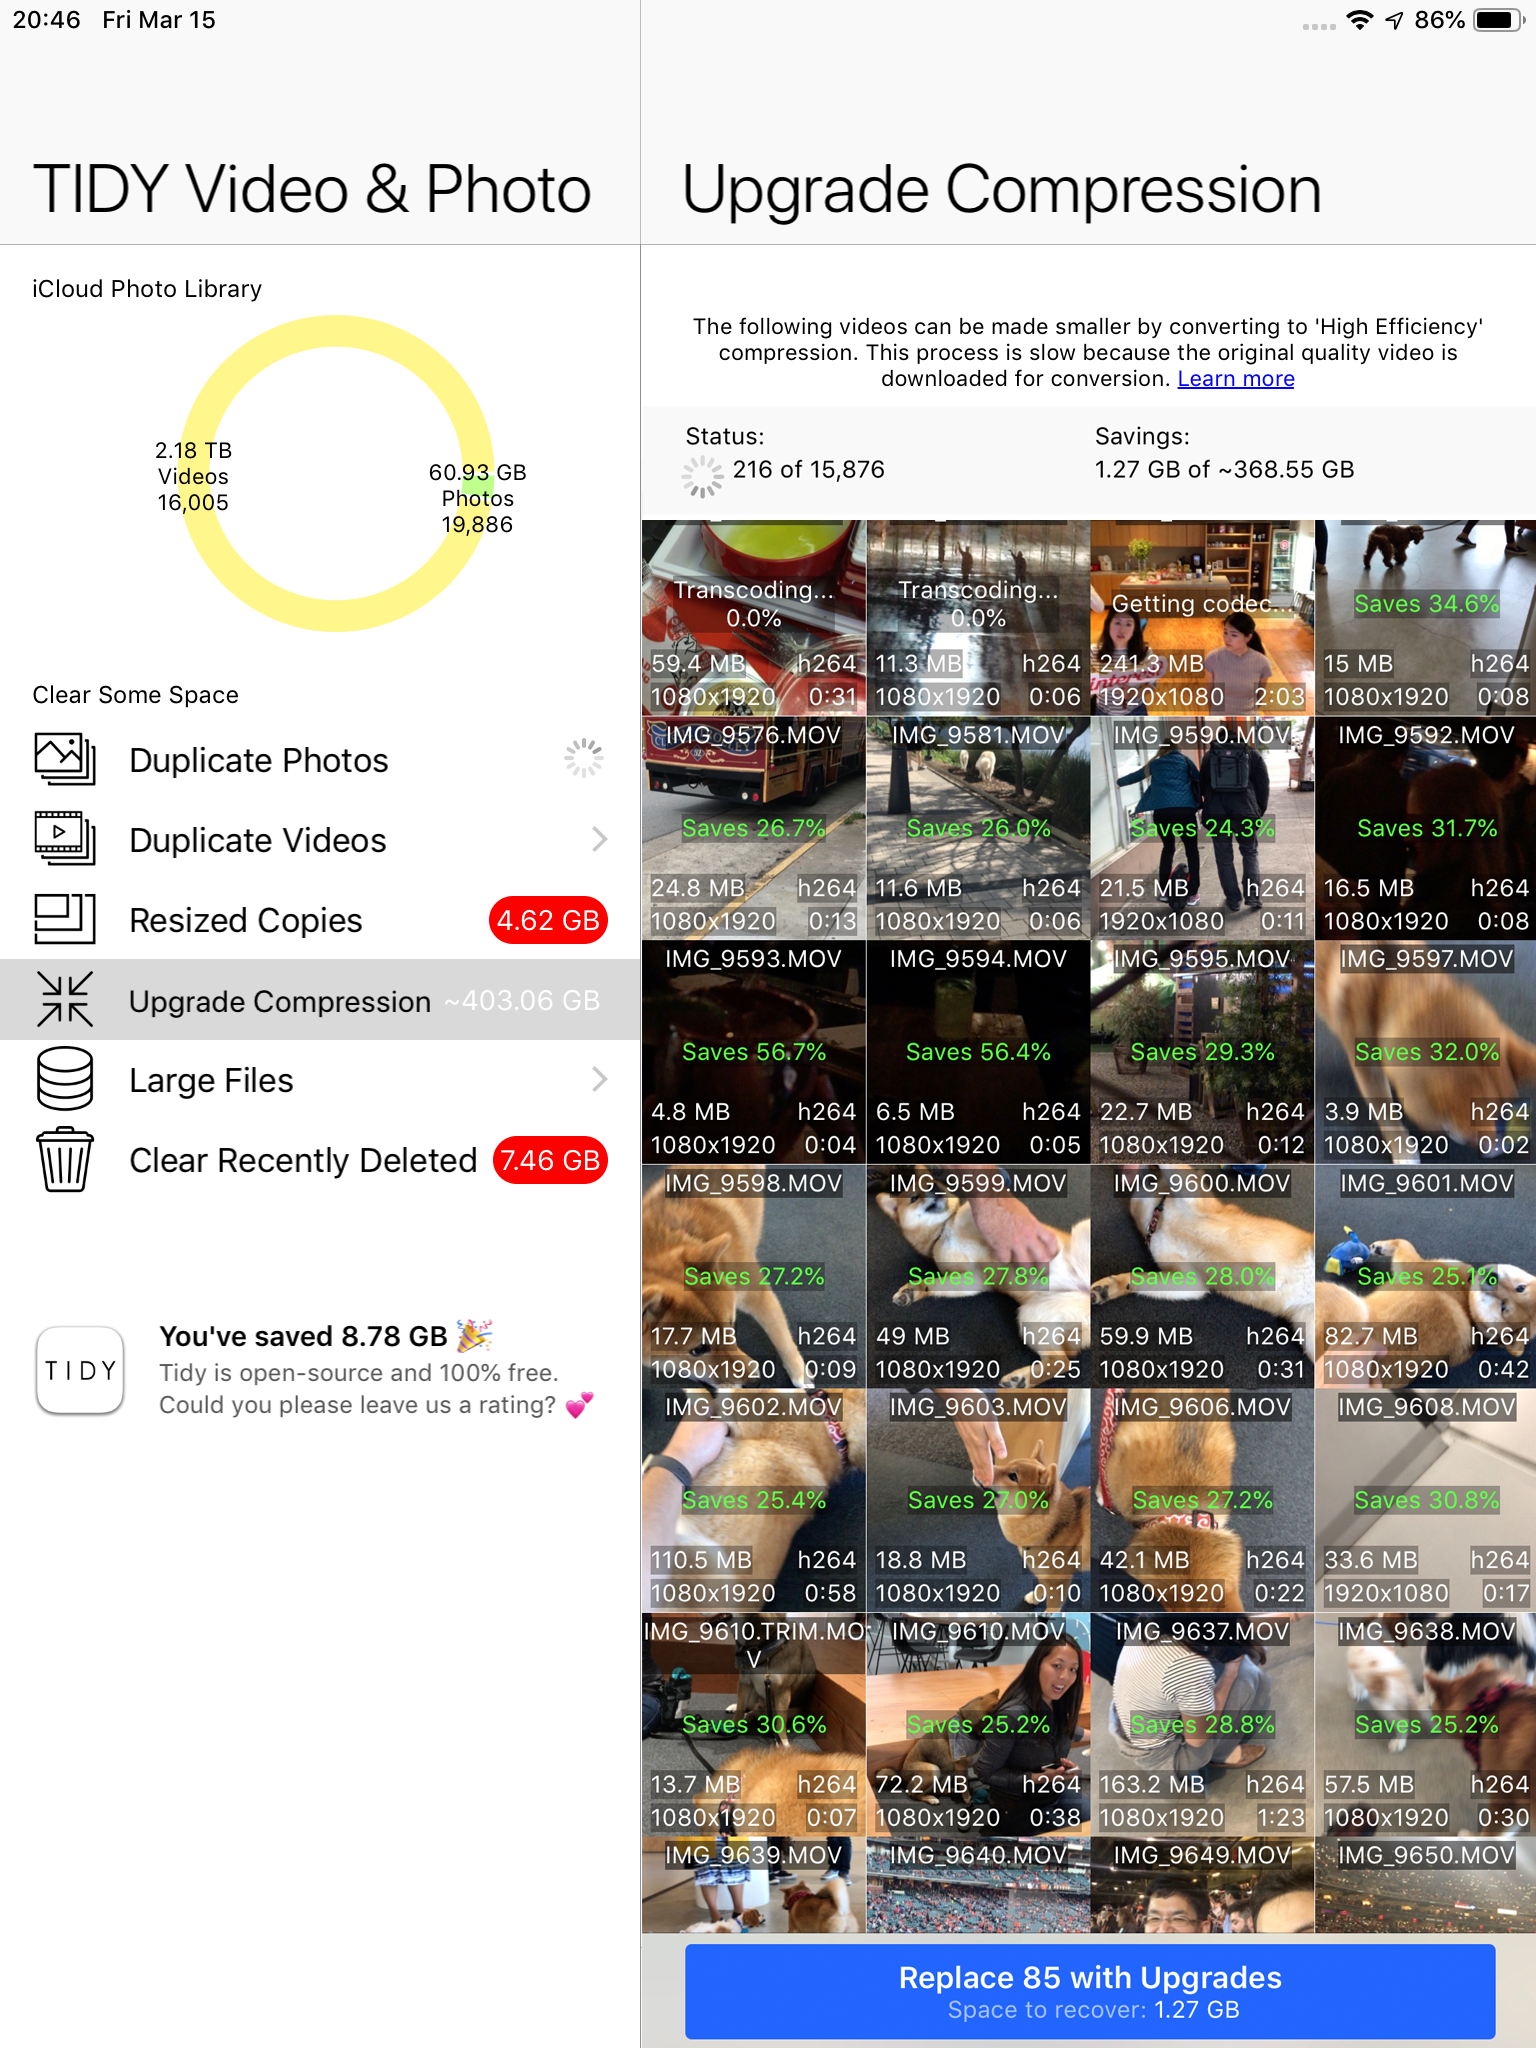 20:46 Fri Mar 15
86%
TIDY Video & Photo
iCloud Photo Library
2.18 TB
Videos
16,005
60.93 GB
Photos
19,886
Clear Some Space
Duplicate Photos
Duplicate Videos
Resized Copies 4.62 GB
Upgrade Compression ~403.06 GB
Large Files
Clear Recently Deleted 7.46 GB
TIDY
You've saved 8.78 GB 🎉
Tidy is open-source and 100% free.
Could you please leave us a rating? 💕
Upgrade Compression
The following videos can be made smaller by converting to 'High Efficiency'
compression. This process is slow because the original quality video is
downloaded for conversion. Learn more
Status:
216 of 15,876
Savings:
1.27 GB of ~368.55 GB
Transcoding...
0.0%
59.4 MB h264
1080x1920 0:31
Transcoding...
0.0%
11.3 MB h264
1080x1920 0:06
Getting codec...
241.3 MB
1920x1080 2:03
Saves 34.6%
15 MB h264
1080x1920 0:08
IMG_9576.MOV
Saves 26.7%
24.8 MB h264
1080x1920 0:13
IMG_9581.MOV
Saves 26.0%
11.6 MB h264
1080x1920 0:06
IMG_9590.MOV
Saves 24.3%
21.5 MB h264
1920x1080 0:11
IMG_9592.MOV
Saves 31.7%
16.5 MB h264
1080x1920 0:08
IMG_9593.MOV
Saves 56.7%
4.8 MB h264
1080x1920 0:04
IMG_9594.MOV
Saves 56.4%
6.5 MB h264
1080x1920 0:05
IMG_9595.MOV
Saves 29.3%
22.7 MB h264
1080x1920 0:12
IMG_9597.MOV
Saves 32.0%
3.9 MB h264
1080x1920 0:02
IMG_9598.MOV
Saves 27.2%
17.7 MB h264
1080x1920 0:09
IMG_9599.MOV
Saves 27.8%
49 MB h264
1080x1920 0:25
IMG_9600.MOV
Saves 28.0%
59.9 MB h264
1080x1920 0:31
IMG_9601.MOV
Saves 25.1%
82.7 MB h264
1080x1920 0:42
IMG_9602.MOV
Saves 25.4%
110.5 MB h264
1080x1920 0:58
IMG_9603.MOV
Saves 27.0%
18.8 MB h264
1080x1920 0:10
IMG_9606.MOV
Saves 27.2%
42.1 MB h264
1080x1920 0:22
IMG_9608.MOV
Saves 30.8%
33.6 MB h264
1920x1080 0:17
IMG_9610.TRIM.MO
V
Saves 30.6%
13.7 MB h264
1080x1920 0:07
IMG_9610.MOV
Saves 25.2%
72.2 MB h264
1080x1920 0:38
IMG_9637.MOV
Saves 28.8%
163.2 MB h264
1080x1920 1:23
IMG_9638.MOV
Saves 25.2%
57.5 MB h264
1080x1920 0:30
IMG_9639.MOV
IMG_9640.MOV
IMG_9649.MOV
IMG_9650.MOV
Replace 85 with Upgrades
Space to recover: 1.27 GB